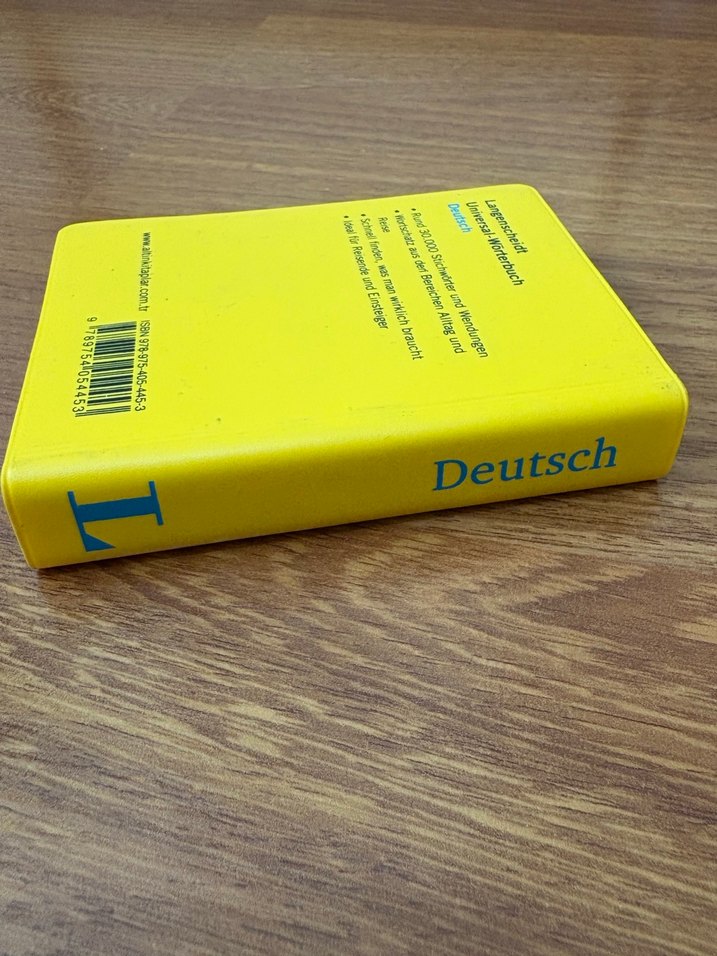 Langenscheidt
Universal-Wörterbuch
Deutsch
• Rund 30.000 Stichwörter und Wendungen
• Wortschatz aus den Bereichen Alltag und
Reise
• Schnell finden, was man wirklich braucht
• Ideal für Reisende und Einsteiger
www.altinkitaplar.com.tr
ISBN 978-975-405-445-3
9 789754 054453
L
Deutsch